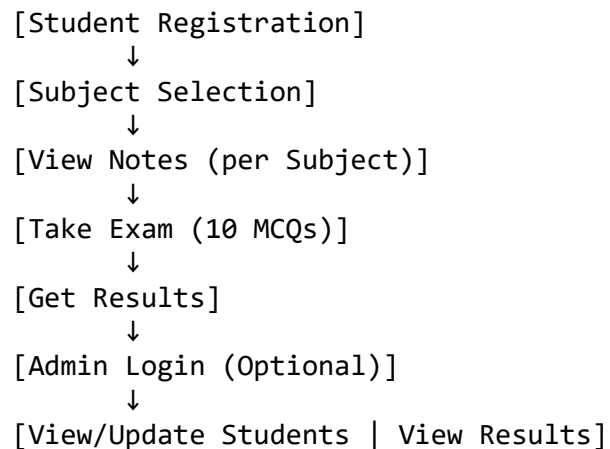 [Student Registration]
↓
[Subject Selection]
↓
[View Notes (per Subject)]
↓
[Take Exam (10 MCQs)]
↓
[Get Results]
↓
[Admin Login (Optional)]
↓
[View/Update Students | View Results]